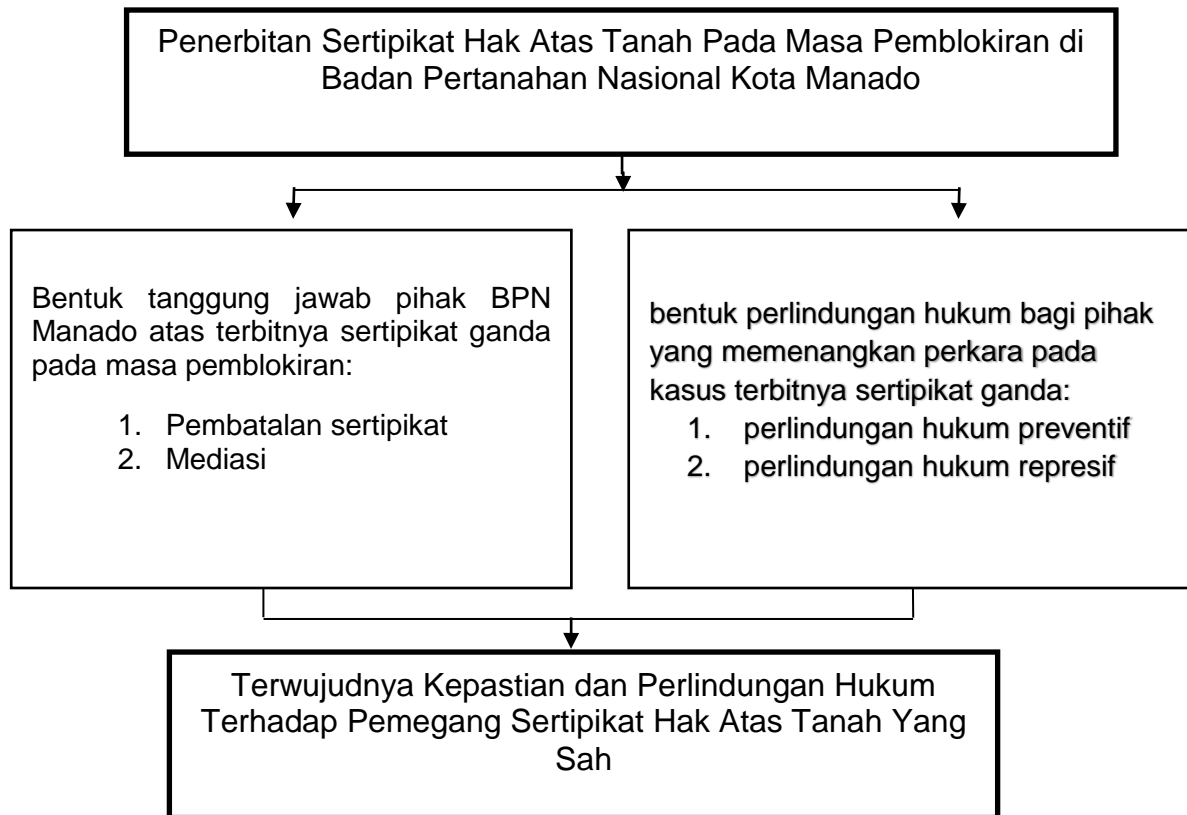 Penerbitan Sertipikat Hak Atas Tanah Pada Masa Pemblokiran di
Badan Pertanahan Nasional Kota Manado
Bentuk tanggung jawab pihak BPN
Manado atas terbitnya sertipikat ganda
pada masa pemblokiran:
1. Pembatalan sertipikat
2. Mediasi
bentuk perlindungan hukum bagi pihak
yang memenangkan perkara pada
kasus terbitnya sertipikat ganda:
1. perlindungan hukum preventif
2. perlindungan hukum represif
Terwujudnya Kepastian dan Perlindungan Hukum
Terhadap Pemegang Sertipikat Hak Atas Tanah Yang
Sah